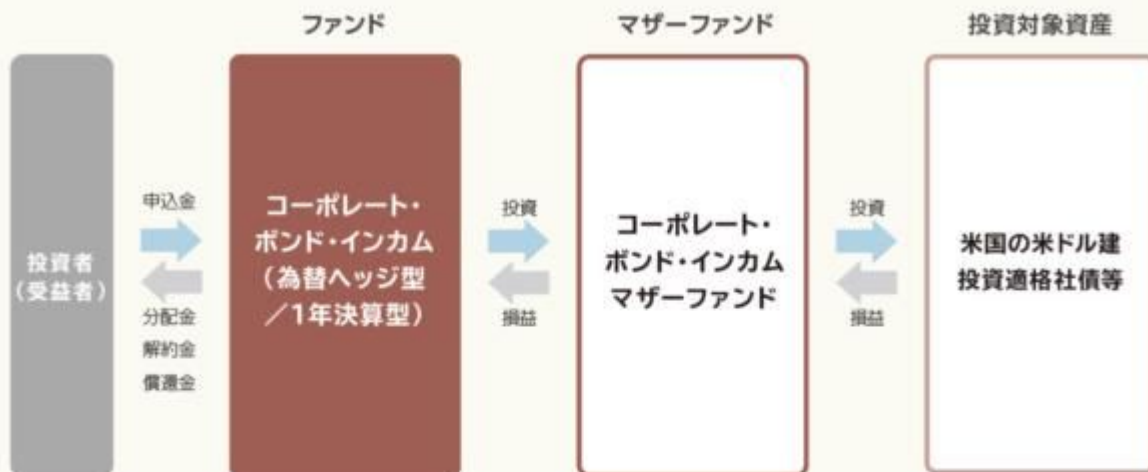 ファンド
マザーファンド
投資対象資産
投資者
（受益者）
申込金
分配金
解約金
償還金
コーポレート・
ボンド・インカム
（為替ヘッジ型
／1年決算型）
投資
損益
コーポレート・
ボンド・インカム
マザーファンド
投資
損益
米国の米ドル建
投資適格社債等